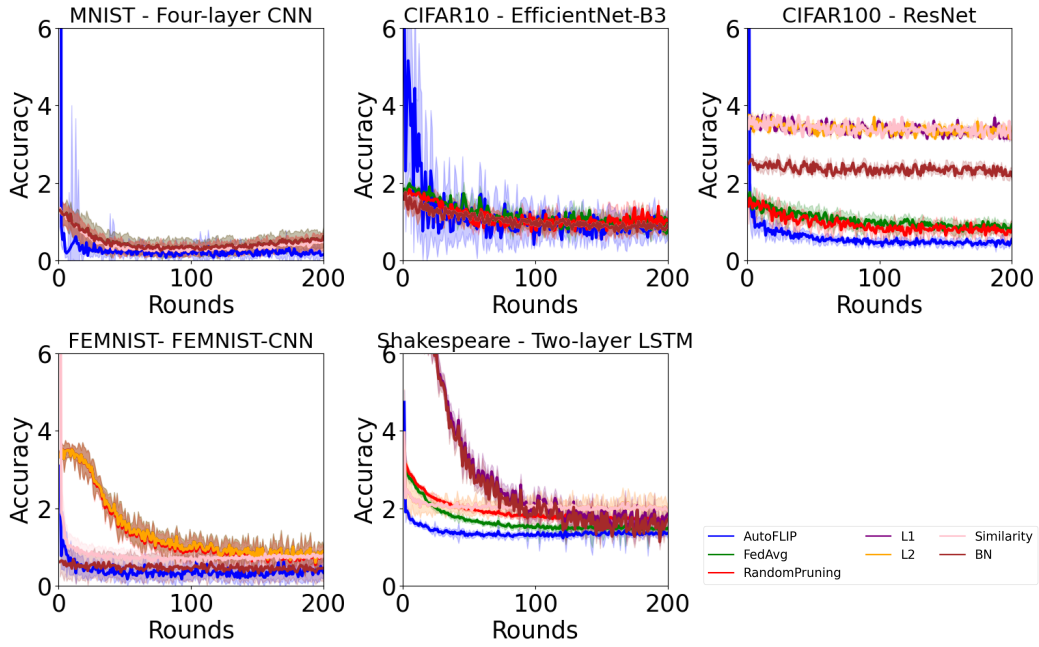 MNIST - Four-layer CNN
6
4
2
0
Accuracy
0 100 200
Rounds
CIFAR10 - EfficientNet-B3
6
4
2
0
Accuracy
0 100 200
Rounds
CIFAR100 - ResNet
6
4
2
0
Accuracy
0 100 200
Rounds
FEMNIST- FEMNIST-CNN
6
4
2
0
Accuracy
0 100 200
Rounds
Shakespeare - Two-layer LSTM
6
4
2
0
Accuracy
0 100 200
Rounds
AutoFLIP
FedAvg
RandomPruning
L1
L2
Similarity
BN